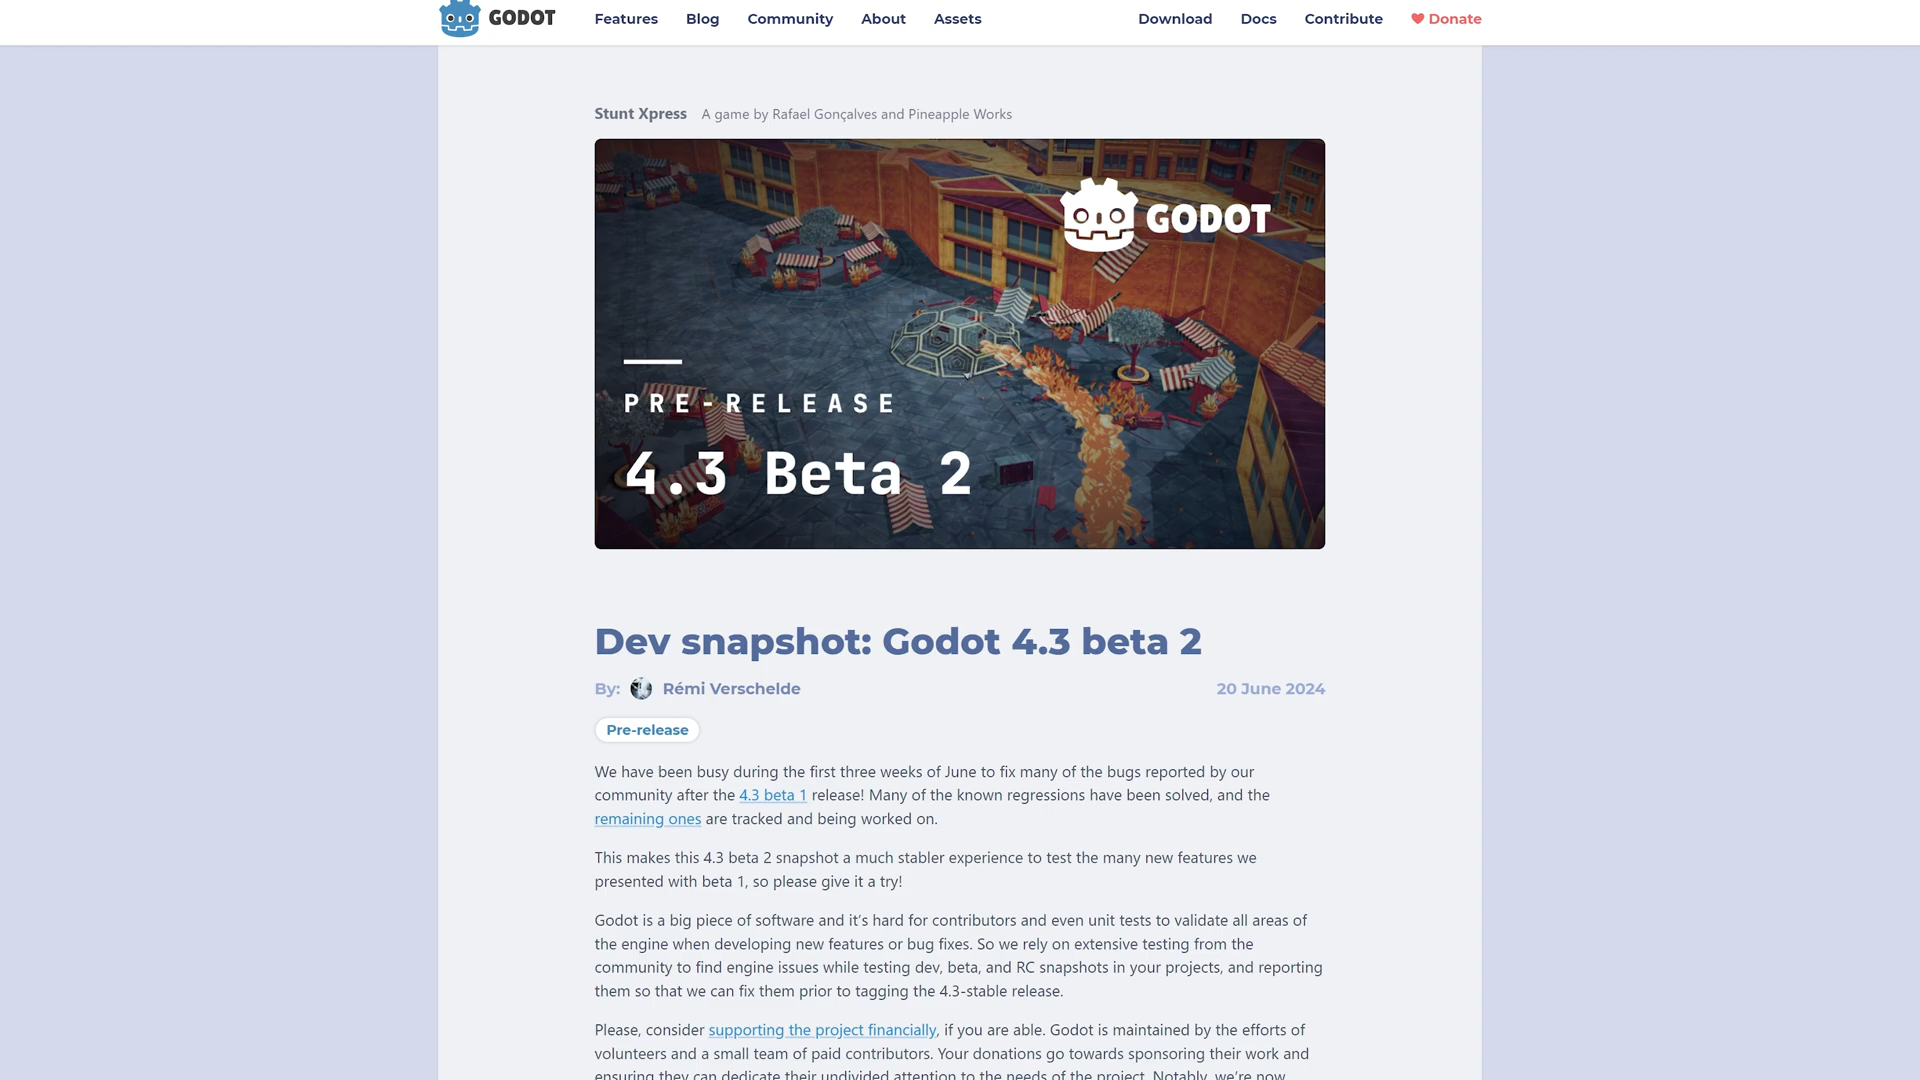 GODOT Features Blog Community About Assets Download Docs Contribute Donate
Stunt Xpress A game by Rafael Gonçalves and Pineapple Works
GODOT
PRE-RELEASE
4.3 Beta 2
Dev snapshot: Godot 4.3 beta 2
By: Rémi Verschelde 20 June 2024
Pre-release
We have been busy during the first three weeks of June to fix many of the bugs reported by our
community after the 4.3 beta 1 release! Many of the known regressions have been solved, and the
remaining ones are tracked and being worked on.
This makes this 4.3 beta 2 snapshot a much stabler experience to test the many new features we
presented with beta 1, so please give it a try!
Godot is a big piece of software and it’s hard for contributors and even unit tests to validate all areas of
the engine when developing new features or bug fixes. So we rely on extensive testing from the
community to find engine issues while testing dev, beta, and RC snapshots in your projects, and reporting
them so that we can fix them prior to tagging the 4.3-stable release.
Please, consider supporting the project financially, if you are able. Godot is maintained by the efforts of
volunteers and a small team of paid contributors. Your donations go towards sponsoring their work and
ensuring they can dedicate their undivided attention to the needs of the project. Notably, we’re now